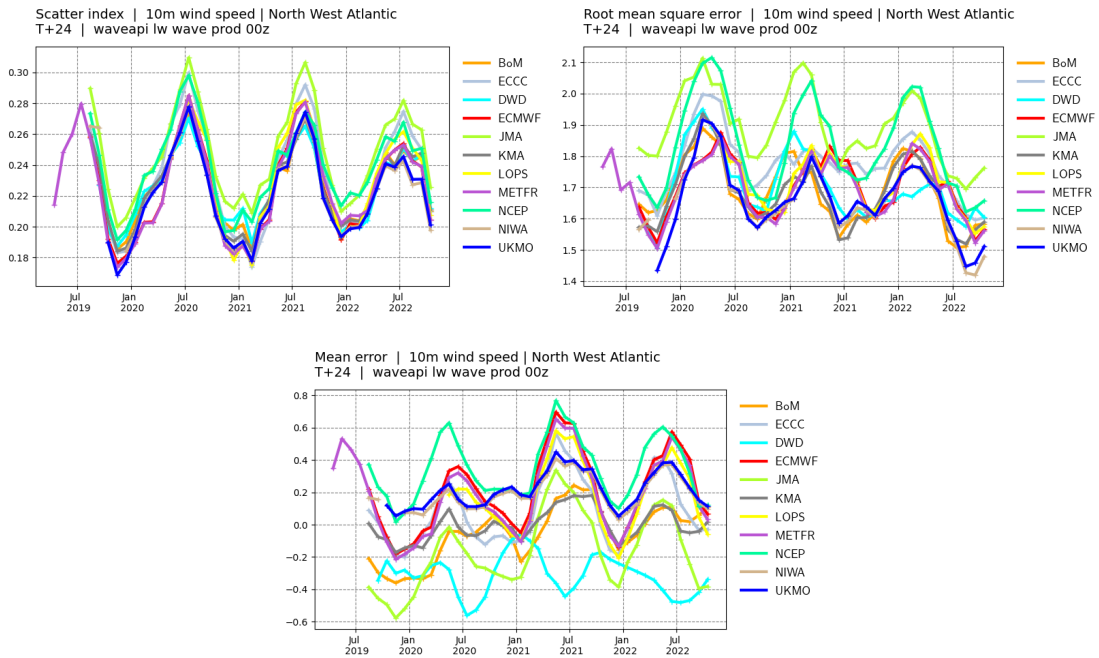 Scatter index | 10m wind speed | North West Atlantic
T+24 | waveapi lw wave prod 00z
0.30
0.28
0.26
0.24
0.22
0.20
0.18
Jul
2019
Jan
2020
Jul
2020
Jan
2021
Jul
2021
Jan
2022
Jul
2022
BoM
ECCC
DWD
ECMWF
JMA
KMA
LOPS
METFR
NCEP
NIWA
UKMO
Root mean square error | 10m wind speed | North West Atlantic
T+24 | waveapi lw wave prod 00z
2.1
2.0
1.9
1.8
1.7
1.6
1.5
1.4
Jul
2019
Jan
2020
Jul
2020
Jan
2021
Jul
2021
Jan
2022
Jul
2022
BoM
ECCC
DWD
ECMWF
JMA
KMA
LOPS
METFR
NCEP
NIWA
UKMO
Mean error | 10m wind speed | North West Atlantic
T+24 | waveapi lw wave prod 00z
0.8
0.6
0.4
0.2
0.0
−0.2
−0.4
−0.6
Jul
2019
Jan
2020
Jul
2020
Jan
2021
Jul
2021
Jan
2022
Jul
2022
BoM
ECCC
DWD
ECMWF
JMA
KMA
LOPS
METFR
NCEP
NIWA
UKMO